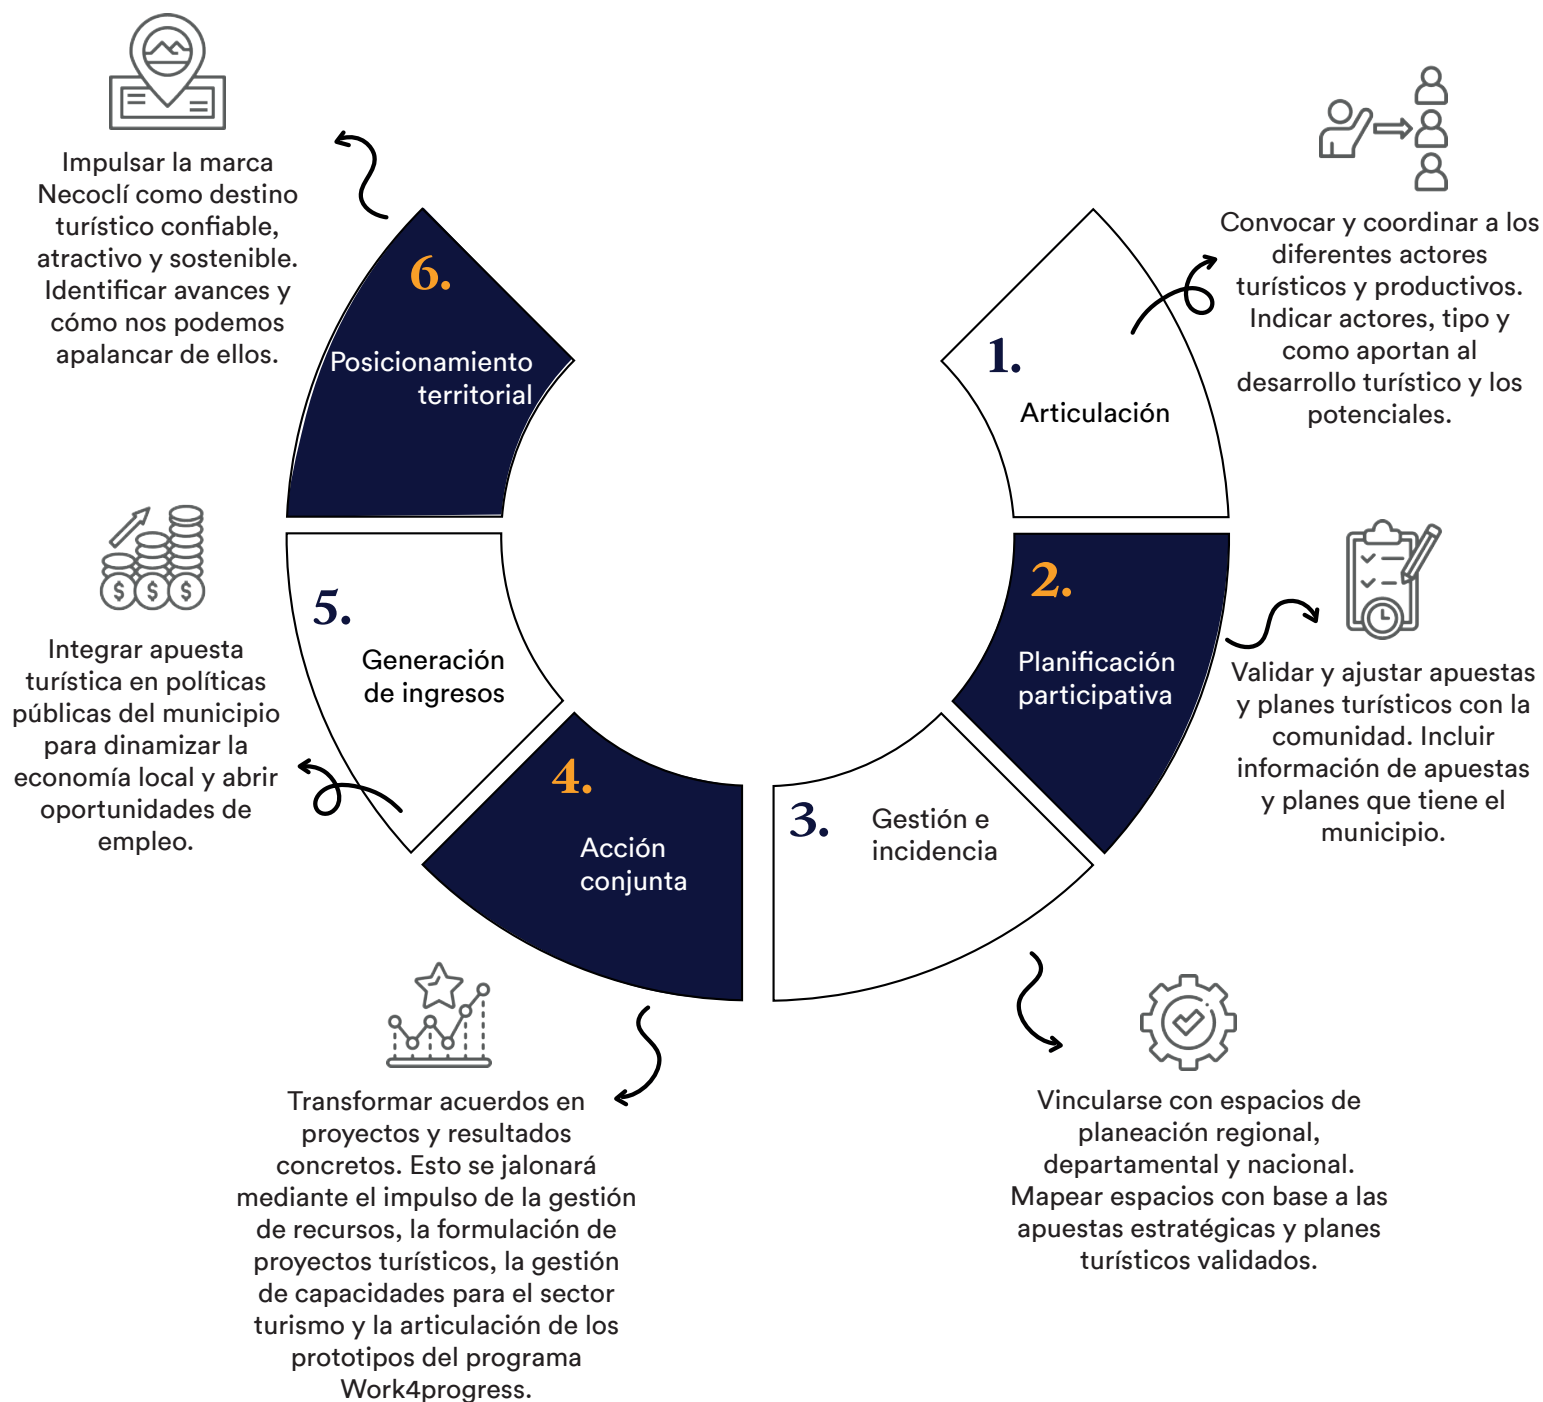 1.
Articulación
Convocar y coordinar a los
diferentes actores
turísticos y productivos.
Indicar actores, tipo y
como aportan al
desarrollo turístico y los
potenciales.
2.
Planificación
participativa
Validar y ajustar apuestas
y planes turísticos con la
comunidad. Incluir
información de apuestas
y planes que tiene el
municipio.
3.
Gestión e
incidencia
Vincularse con espacios de
planeación regional,
departamental y nacional.
Mapear espacios con base a las
apuestas estratégicas y planes
turísticos validados.
4.
Acción
conjunta
Transformar acuerdos en
proyectos y resultados
concretos. Esto se jalonará
mediante el impulso de la gestión
de recursos, la formulación de
proyectos turísticos, la gestión
de capacidades para el sector
turismo y la articulación de los
prototipos del programa
Work4progress.
5.
Generación
de ingresos
Integrar apuesta
turística en políticas
públicas del municipio
para dinamizar la
economía local y abrir
oportunidades de
empleo.
6.
Posicionamiento
territorial
Impulsar la marca
Necoclí como destino
turístico confiable,
atractivo y sostenible.
Identificar avances y
cómo nos podemos
apalancar de ellos.